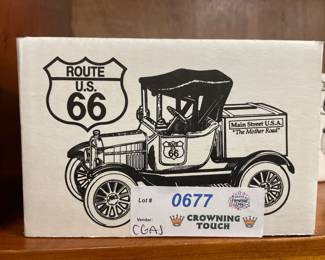 ROUTE
U.S.
66
Main Street U.S.A.
"The Mother Road"
66
Lot #
0677
Vendor:
CGAJ
CROWNING
TOUCH